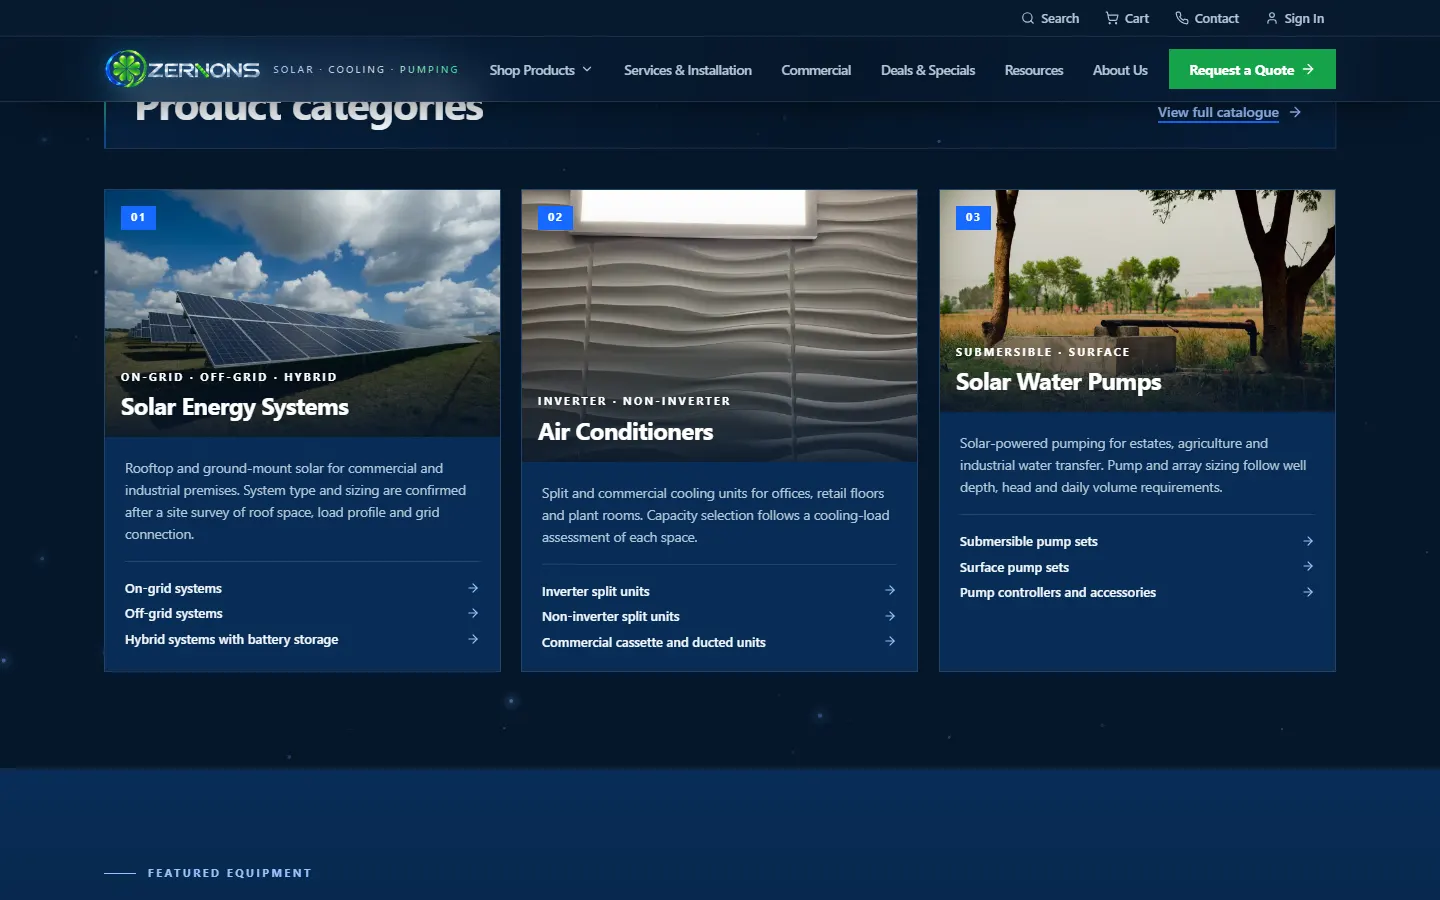 Search
Cart
Contact
Sign In
ZERNONS
SOLAR · COOLING · PUMPING
Shop Products
Services & Installation
Commercial
Deals & Specials
Resources
About Us
Request a Quote
Product categories
View full catalogue
01
ON-GRID · OFF-GRID · HYBRID
Solar Energy Systems
Rooftop and ground-mount solar for commercial and
industrial premises. System type and sizing are confirmed
after a site survey of roof space, load profile and grid
connection.
On-grid systems
Off-grid systems
Hybrid systems with battery storage
02
INVERTER · NON-INVERTER
Air Conditioners
Split and commercial cooling units for offices, retail floors
and plant rooms. Capacity selection follows a cooling-load
assessment of each space.
Inverter split units
Non-inverter split units
Commercial cassette and ducted units
03
SUBMERSIBLE · SURFACE
Solar Water Pumps
Solar-powered pumping for estates, agriculture and
industrial water transfer. Pump and array sizing follow well
depth, head and daily volume requirements.
Submersible pump sets
Surface pump sets
Pump controllers and accessories
FEATURED EQUIPMENT